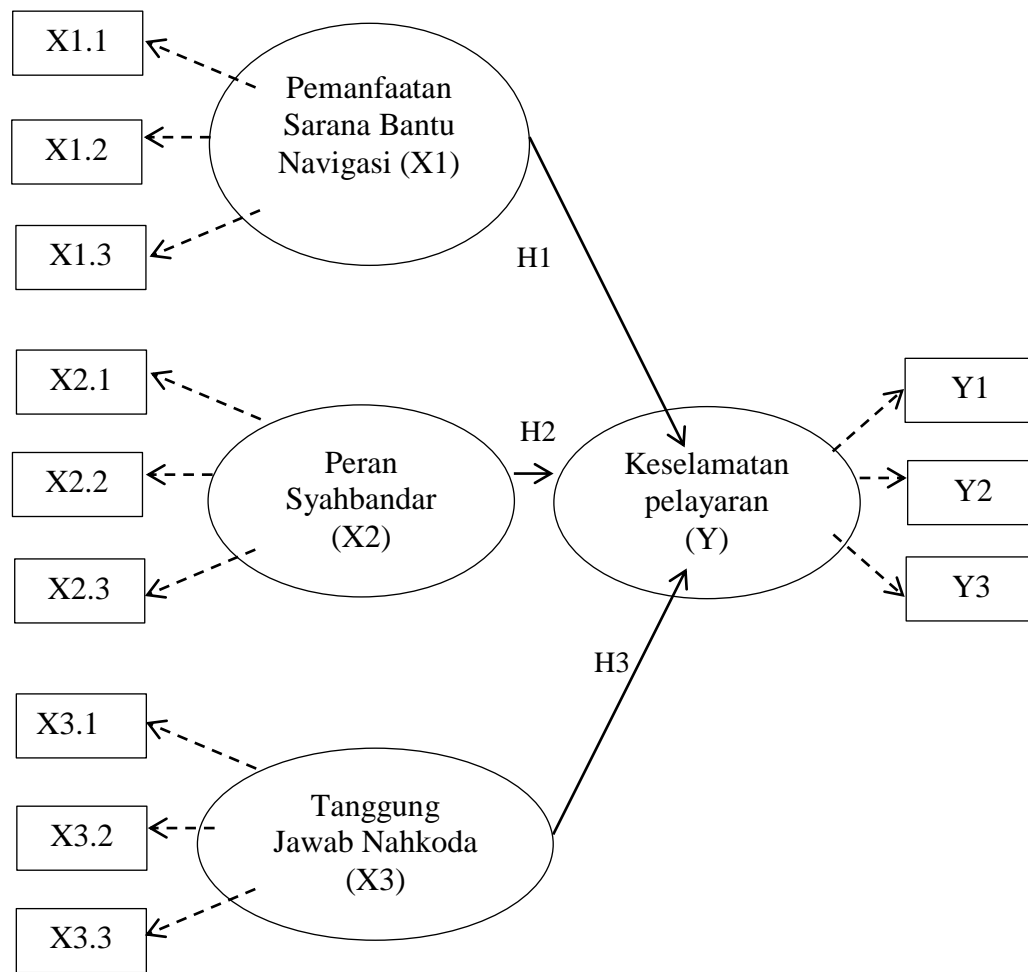 X1.1
Pemanfaatan
Sarana Bantu
Navigasi (X1)
X1.2
X1.3
H1
X2.1
X2.2
X2.3
Peran
Syahbandar
(X2)
H2
Keselamatan
pelayaran
(Y)
Y1
Y2
Y3
H3
X3.1
X3.2
X3.3
Tanggung
Jawab Nahkoda
(X3)